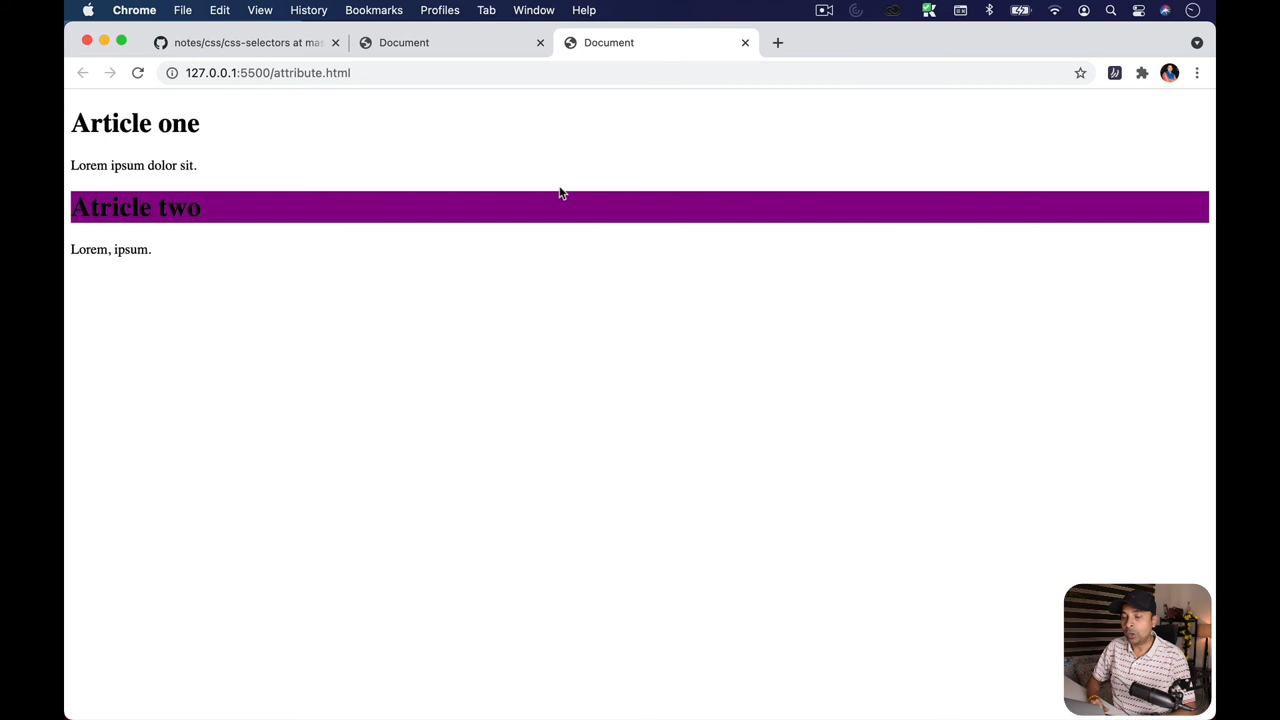 Chrome File Edit View History Bookmarks Profiles Tab Window Help
notes/css/css-selectors at mas
Document
Document
127.0.0.1:5500/attribute.html
Article one
Lorem ipsum dolor sit.
Atricle two
Lorem, ipsum.